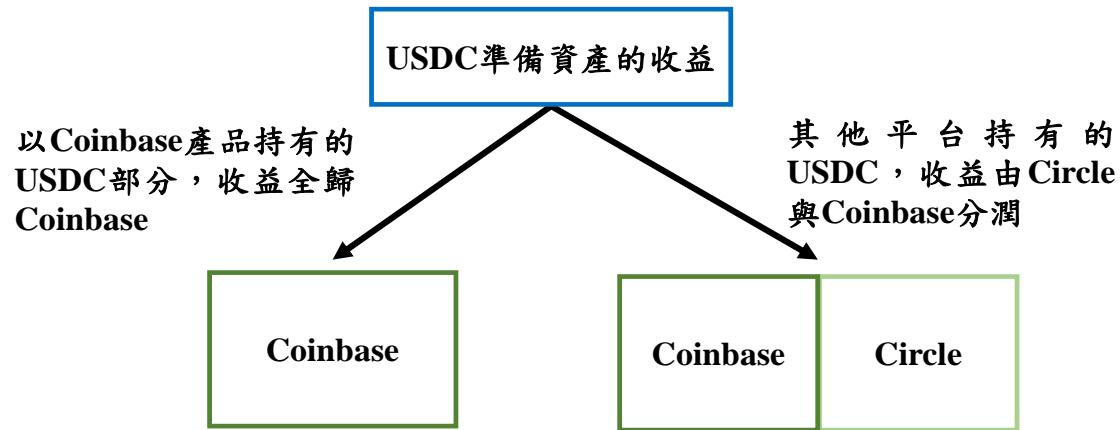 USDC準備資產的收益
以Coinbase產品持有的
USDC部分，收益全歸
Coinbase
其他平台持有的
USDC，收益由Circle
與Coinbase分潤
Coinbase
Coinbase
Circle